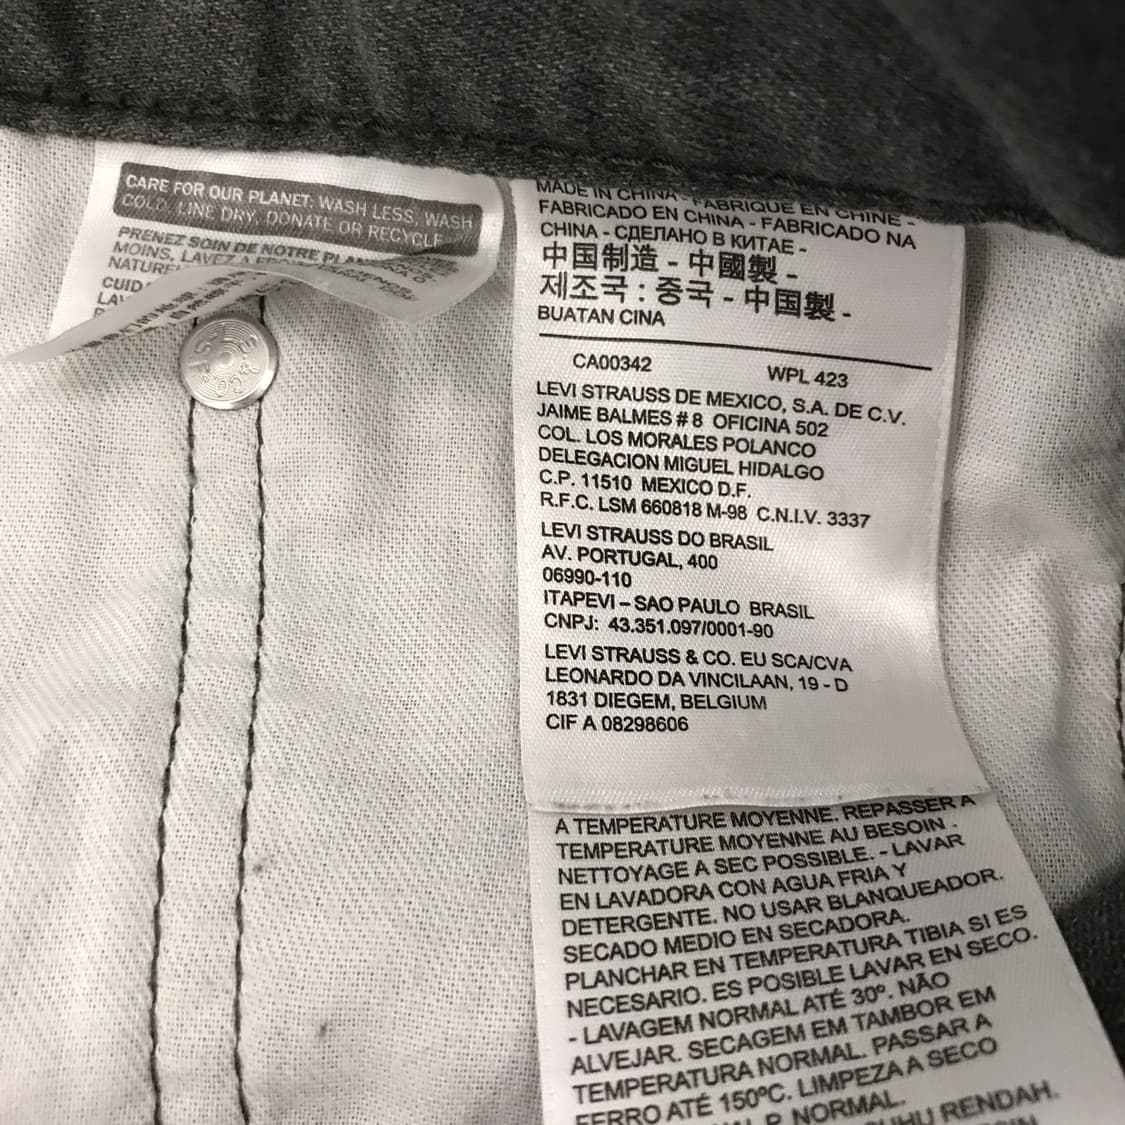 CARE FOR OUR PLANET: WASH LESS, WASH
COLD, LINE DRY, DONATE OR RECYCLE
PRENEZ SOIN DE NOTRE
MOINS, LAVEZ A
MADE IN CHINA - FABRIQUE EN CHINE -
FABRICADO EN CHINA - FABRICADO NA
CHINA - СДЕЛАНО В КИТАЕ -
中国制造 - 中國製 -
제조국 : 중국 - 中国製 -
BUATAN CINA
CA00342 WPL 423
LEVI STRAUSS DE MEXICO, S.A. DE C.V.
JAIME BALMES # 8 OFICINA 502
COL. LOS MORALES POLANCO
DELEGACION MIGUEL HIDALGO
C.P. 11510 MEXICO D.F.
R.F.C. LSM 660818 M-98 C.N.I.V. 3337
LEVI STRAUSS DO BRASIL
AV. PORTUGAL, 400
06990-110
ITAPEVI – SAO PAULO BRASIL
CNPJ: 43.351.097/0001-90
LEVI STRAUSS & CO. EU SCA/CVA
LEONARDO DA VINCILAAN, 19 - D
1831 DIEGEM, BELGIUM
CIF A 08298606
A TEMPERATURE MOYENNE. REPASSER A
TEMPERATURE MOYENNE AU BESOIN -
NETTOYAGE A SEC POSSIBLE. - LAVAR
EN LAVADORA CON AGUA FRIA Y
DETERGENTE. NO USAR BLANQUEADOR.
SECADO MEDIO EN SECADORA.
PLANCHAR EN TEMPERATURA TIBIA SI ES
NECESARIO. ES POSIBLE LAVAR EN SECO.
- LAVAGEM NORMAL ATÉ 30º. NÃO
ALVEJAR. SECAGEM EM TAMBOR EM
TEMPERATURA NORMAL. PASSAR A
FERRO ATÉ 150ºC. LIMPEZA A SECO
P. NORMAL.
RENDAH.